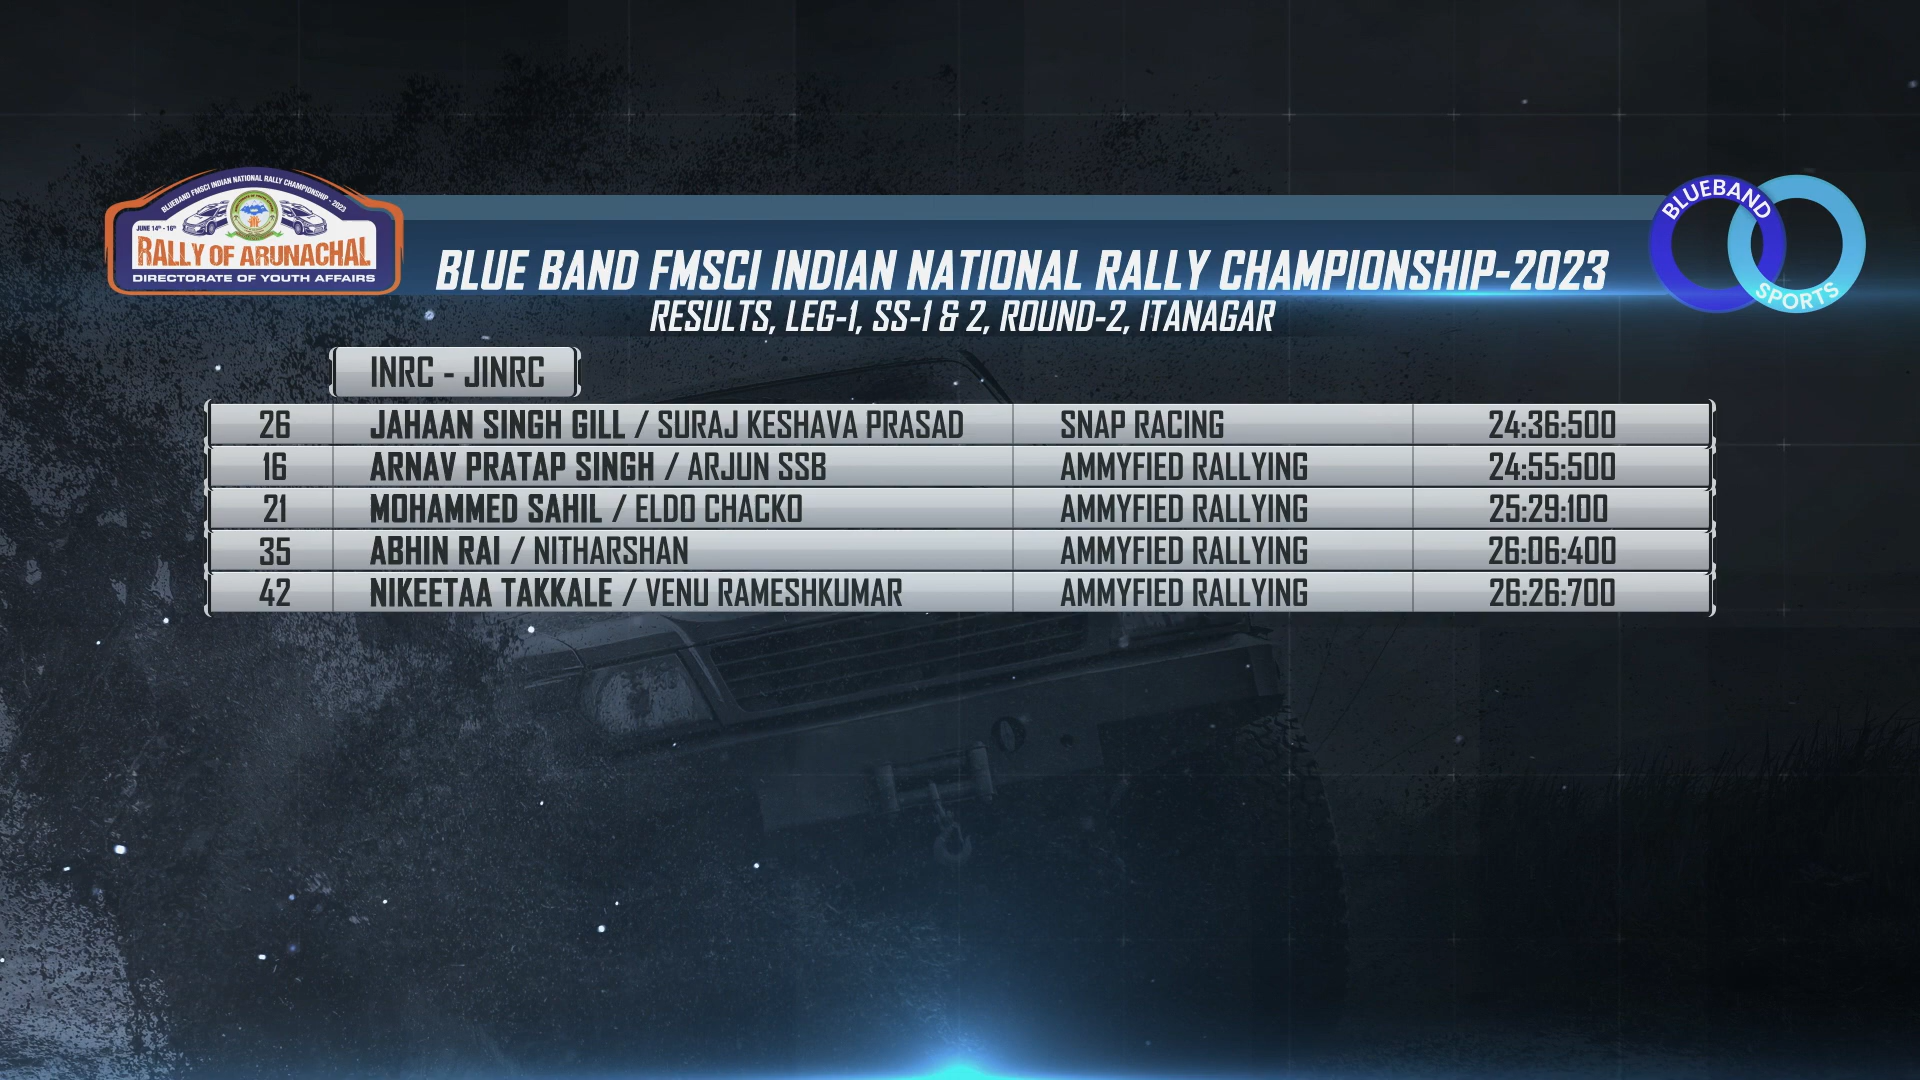 BLUEBAND FMSCI INDIAN NATIONAL RALLY CHAMPIONSHIP - 2023
JUNE 14th - 16th
RALLY OF ARUNACHAL
DIRECTORATE OF YOUTH AFFAIRS
BLUEBAND
SPORTS
BLUE BAND FMSCI INDIAN NATIONAL RALLY CHAMPIONSHIP-2023
RESULTS, LEG-1, SS-1 & 2, ROUND-2, ITANAGAR
INRC - JINRC
26 JAHAAN SINGH GILL / SURAJ KESHAVA PRASAD SNAP RACING 24:36:500
16 ARNAV PRATAP SINGH / ARJUN SSB AMMYFIED RALLYING 24:55:500
21 MOHAMMED SAHIL / ELDO CHACKO AMMYFIED RALLYING 25:29:100
35 ABHIN RAI / NITHARSHAN AMMYFIED RALLYING 26:06:400
42 NIKEETAA TAKKALE / VENU RAMESHKUMAR AMMYFIED RALLYING 26:26:700